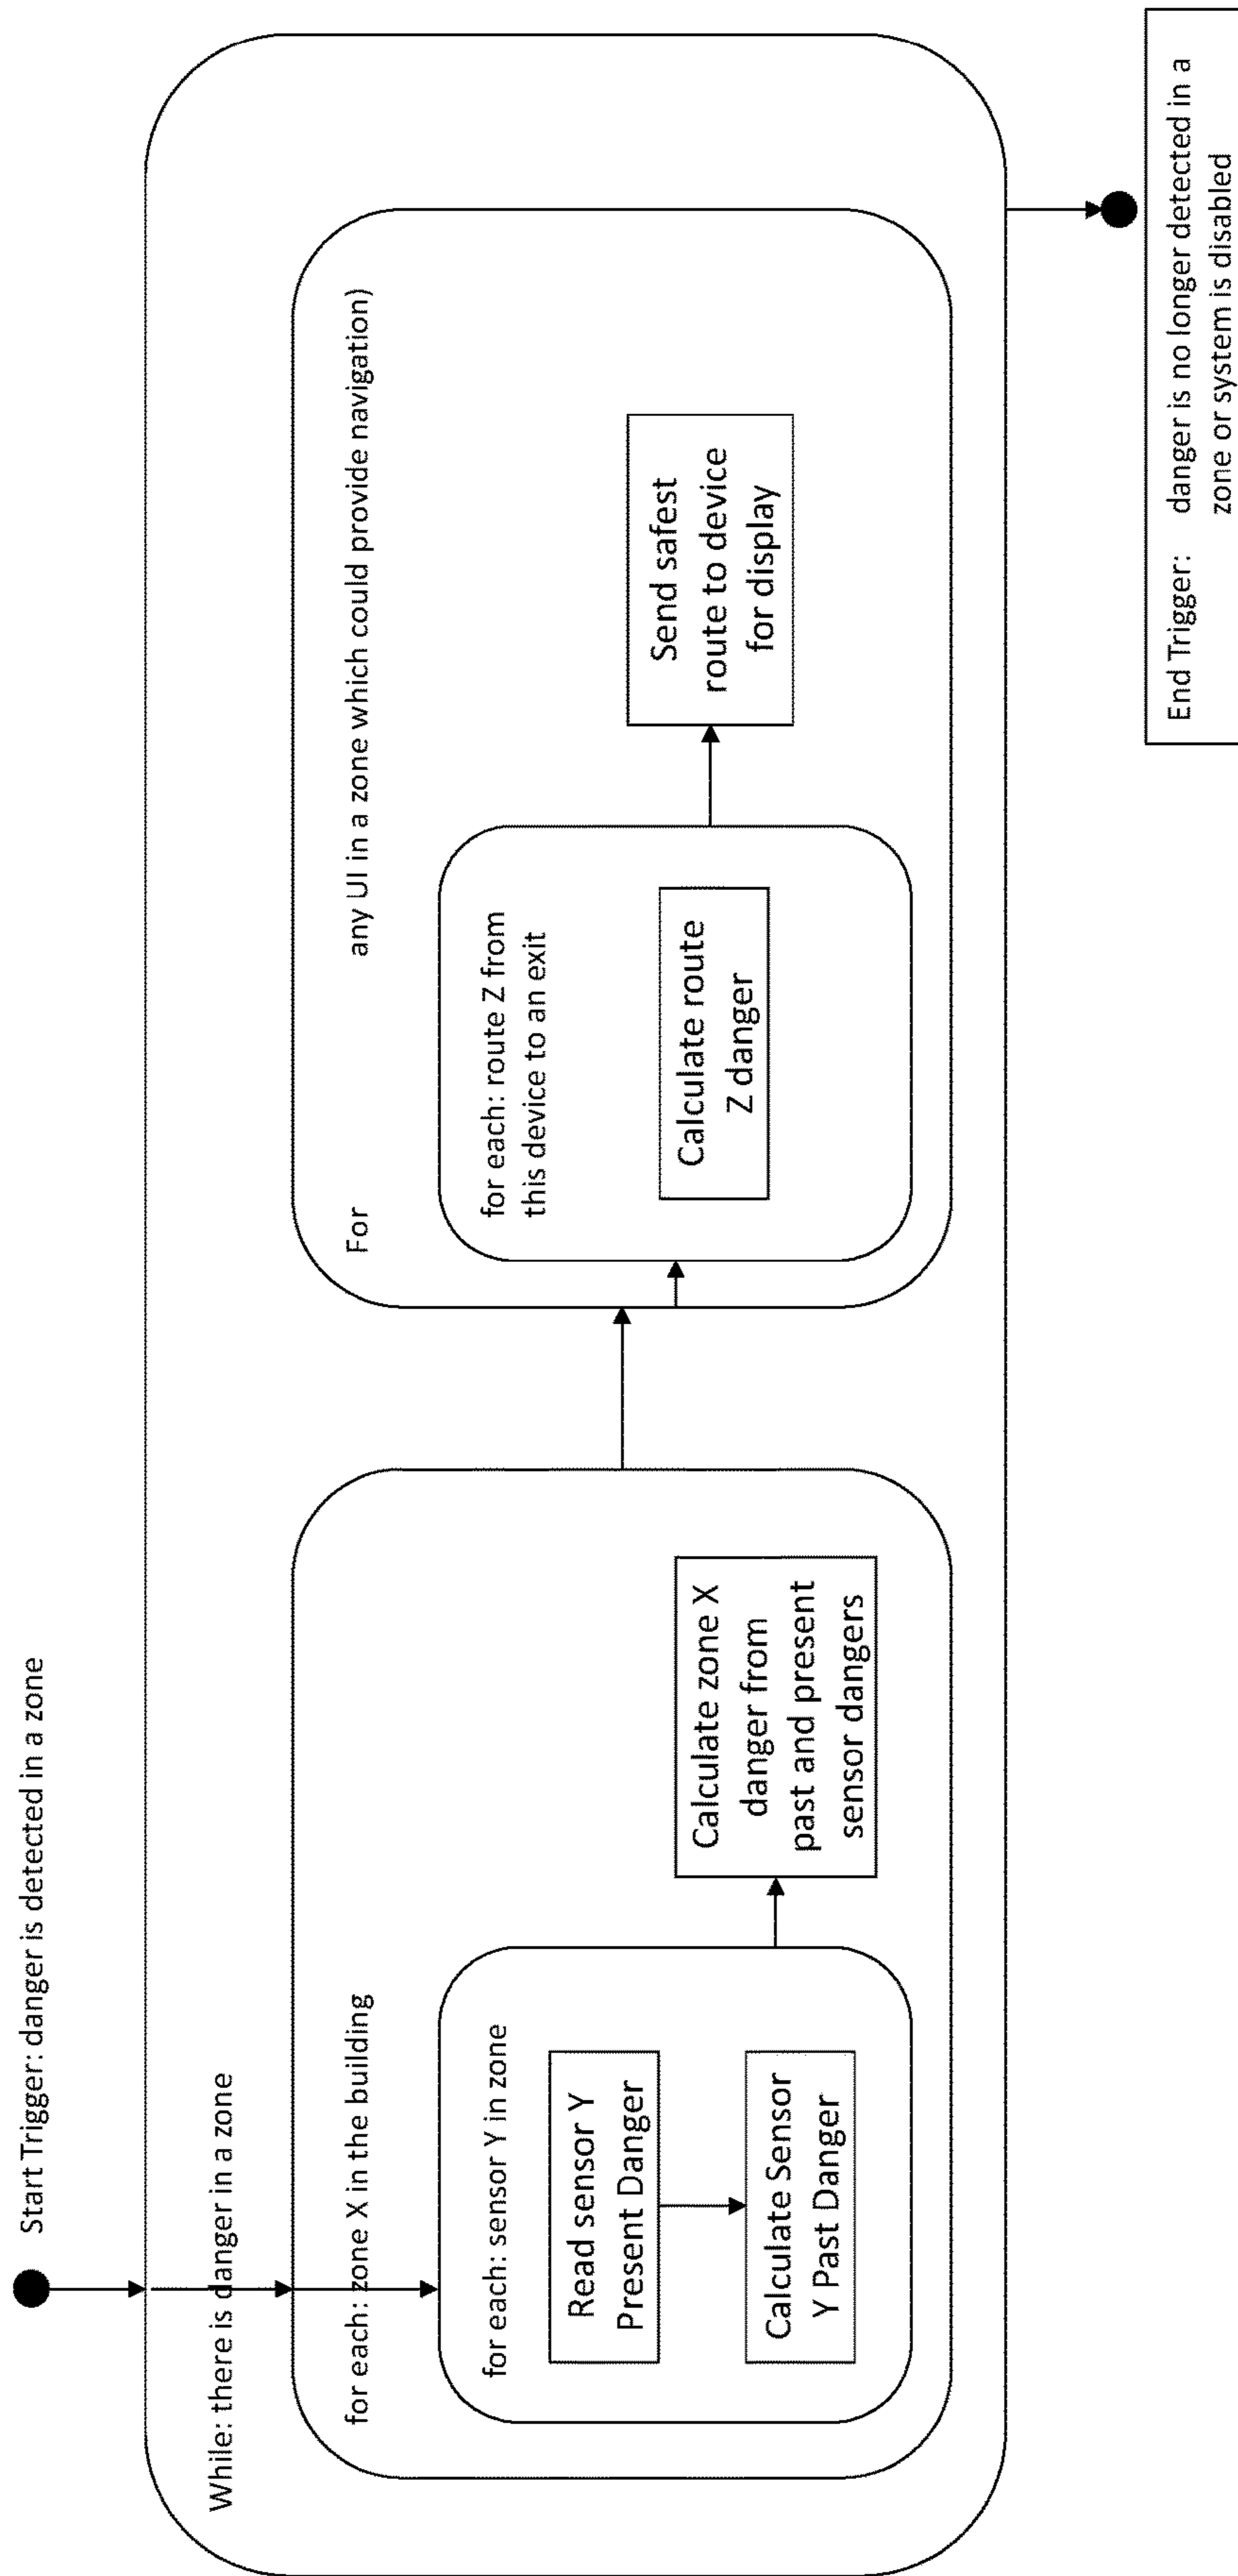 Start Trigger: danger is detected in a zone
While: there is danger in a zone
for each: zone X in the building
for each: sensor Y in zone
Read sensor Y
Present Danger
Calculate Sensor
Y Past Danger
Calculate zone X
danger from
past and present
sensor dangers
For any UI in a zone which could provide navigation)
for each: route Z from
this device to an exit
Calculate route
Z danger
Send safest
route to device
for display
End Trigger: danger is no longer detected in a
zone or system is disabled